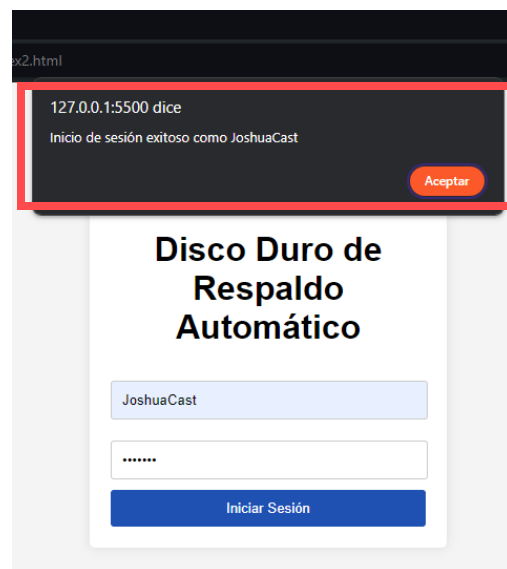 ex2.html
127.0.0.1:5500 dice
Inicio de sesión exitoso como JoshuaCast
Aceptar
Disco Duro de
Respaldo
Automático
JoshuaCast
•••••••
Iniciar Sesión